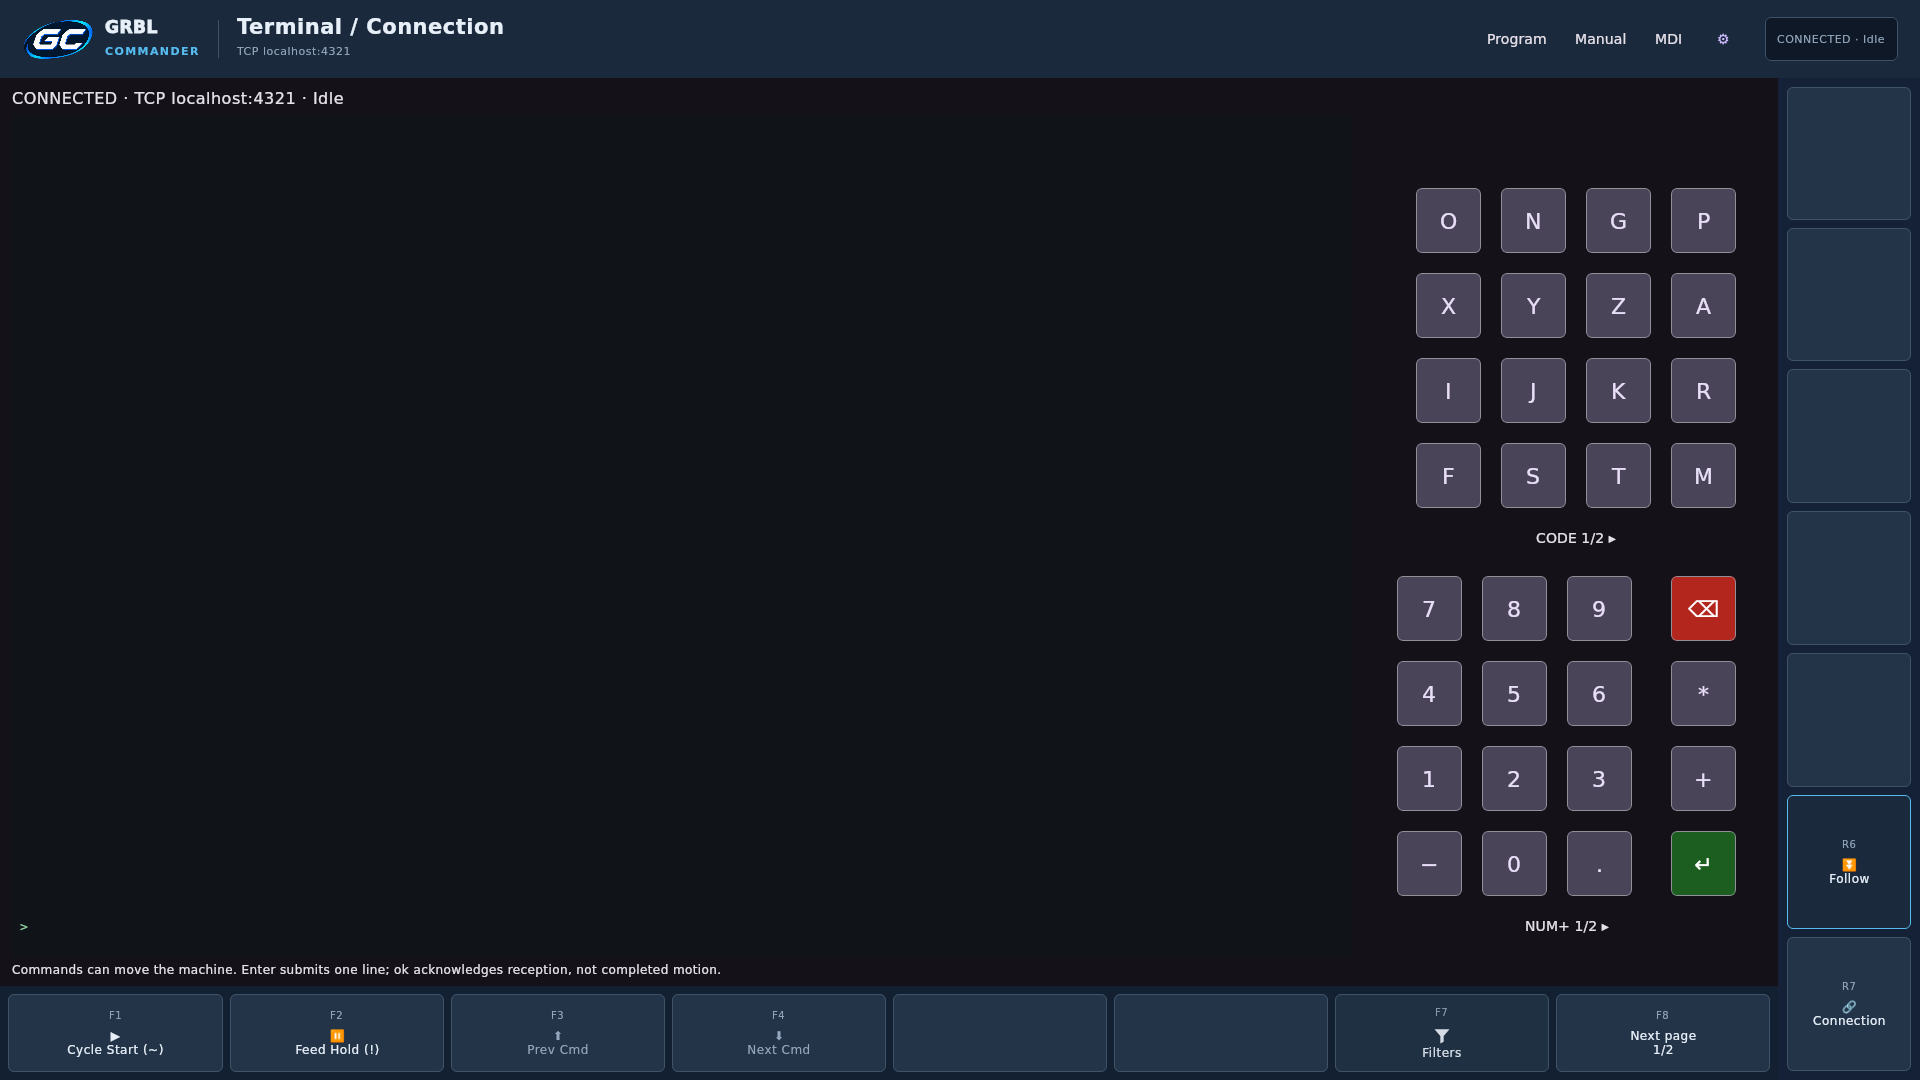 GC
GRBL
COMMANDER
Terminal / Connection
TCP localhost:4321
Program
Manual
MDI
⚙
CONNECTED · Idle
CONNECTED · TCP localhost:4321 · Idle
O N G P
X Y Z A
I J K R
F S T M
CODE 1/2 ▸
7 8 9 ⌫
4 5 6 *
1 2 3 +
− 0 . ↵
NUM+ 1/2 ▸
>
Commands can move the machine. Enter submits one line; ok acknowledges reception, not completed motion.
R6
Follow
R7
Connection
F1
Cycle Start (~)
F2
Feed Hold (!)
F3
Prev Cmd
F4
Next Cmd
F7
Filters
F8
Next page
1/2